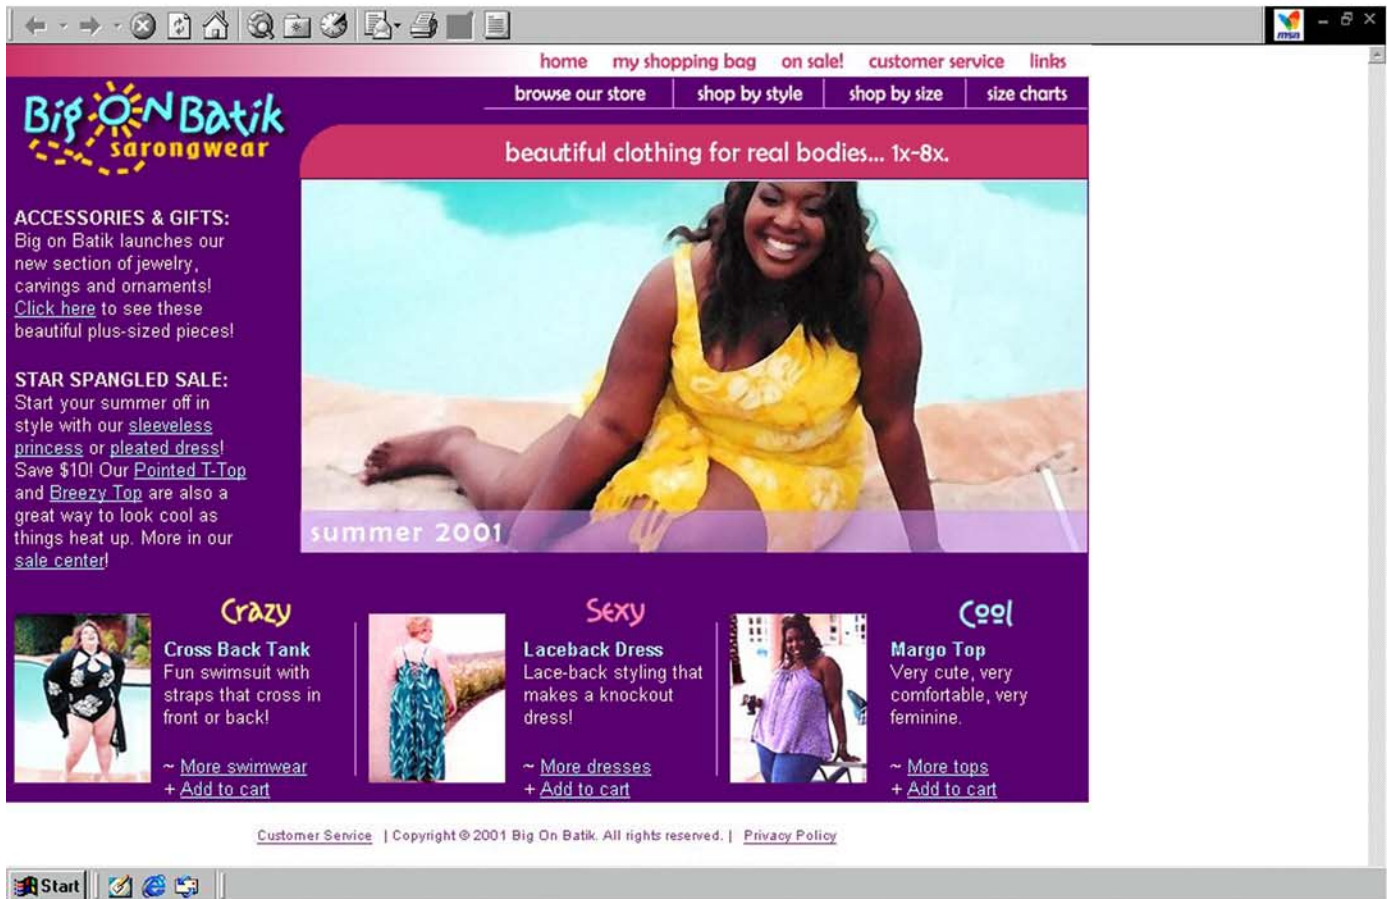 msn
home my shopping bag on sale! customer service links
browse our store shop by style shop by size size charts
Big ON Batik
sarongwear
beautiful clothing for real bodies... 1x-8x.
ACCESSORIES & GIFTS:
Big on Batik launches our
new section of jewelry,
carvings and ornaments!
Click here to see these
beautiful plus-sized pieces!
STAR SPANGLED SALE:
Start your summer off in
style with our sleeveless
princess or pleated dress!
Save $10! Our Pointed T-Top
and Breezy Top are also a
great way to look cool as
things heat up. More in our
sale center!
summer 2001
Crazy
Cross Back Tank
Fun swimsuit with
straps that cross in
front or back!
~ More swimwear
+ Add to cart
Sexy
Laceback Dress
Lace-back styling that
makes a knockout
dress!
~ More dresses
+ Add to cart
Cool
Margo Top
Very cute, very
comfortable, very
feminine.
~ More tops
+ Add to cart
Customer Service | Copyright © 2001 Big On Batik. All rights reserved. | Privacy Policy
Start